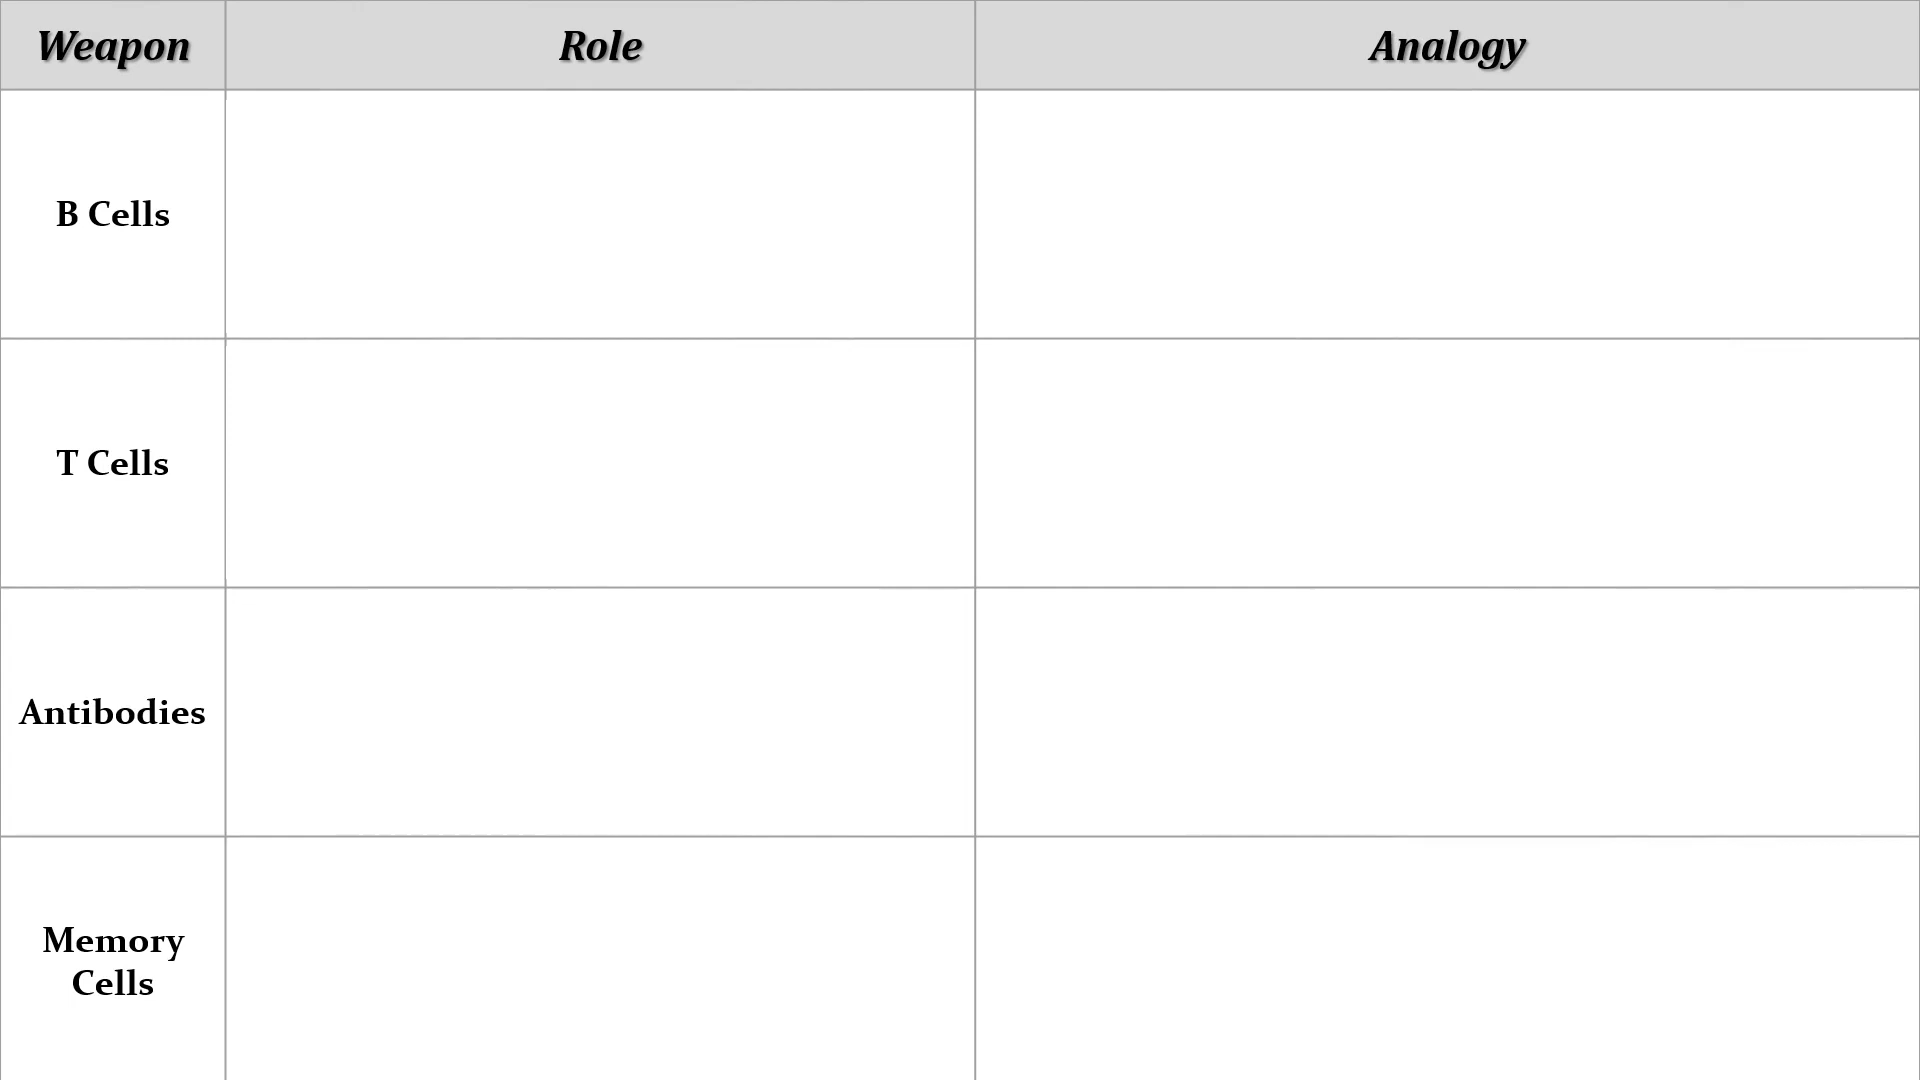 Weapon Role Analogy
B Cells
T Cells
Antibodies
Memory
Cells